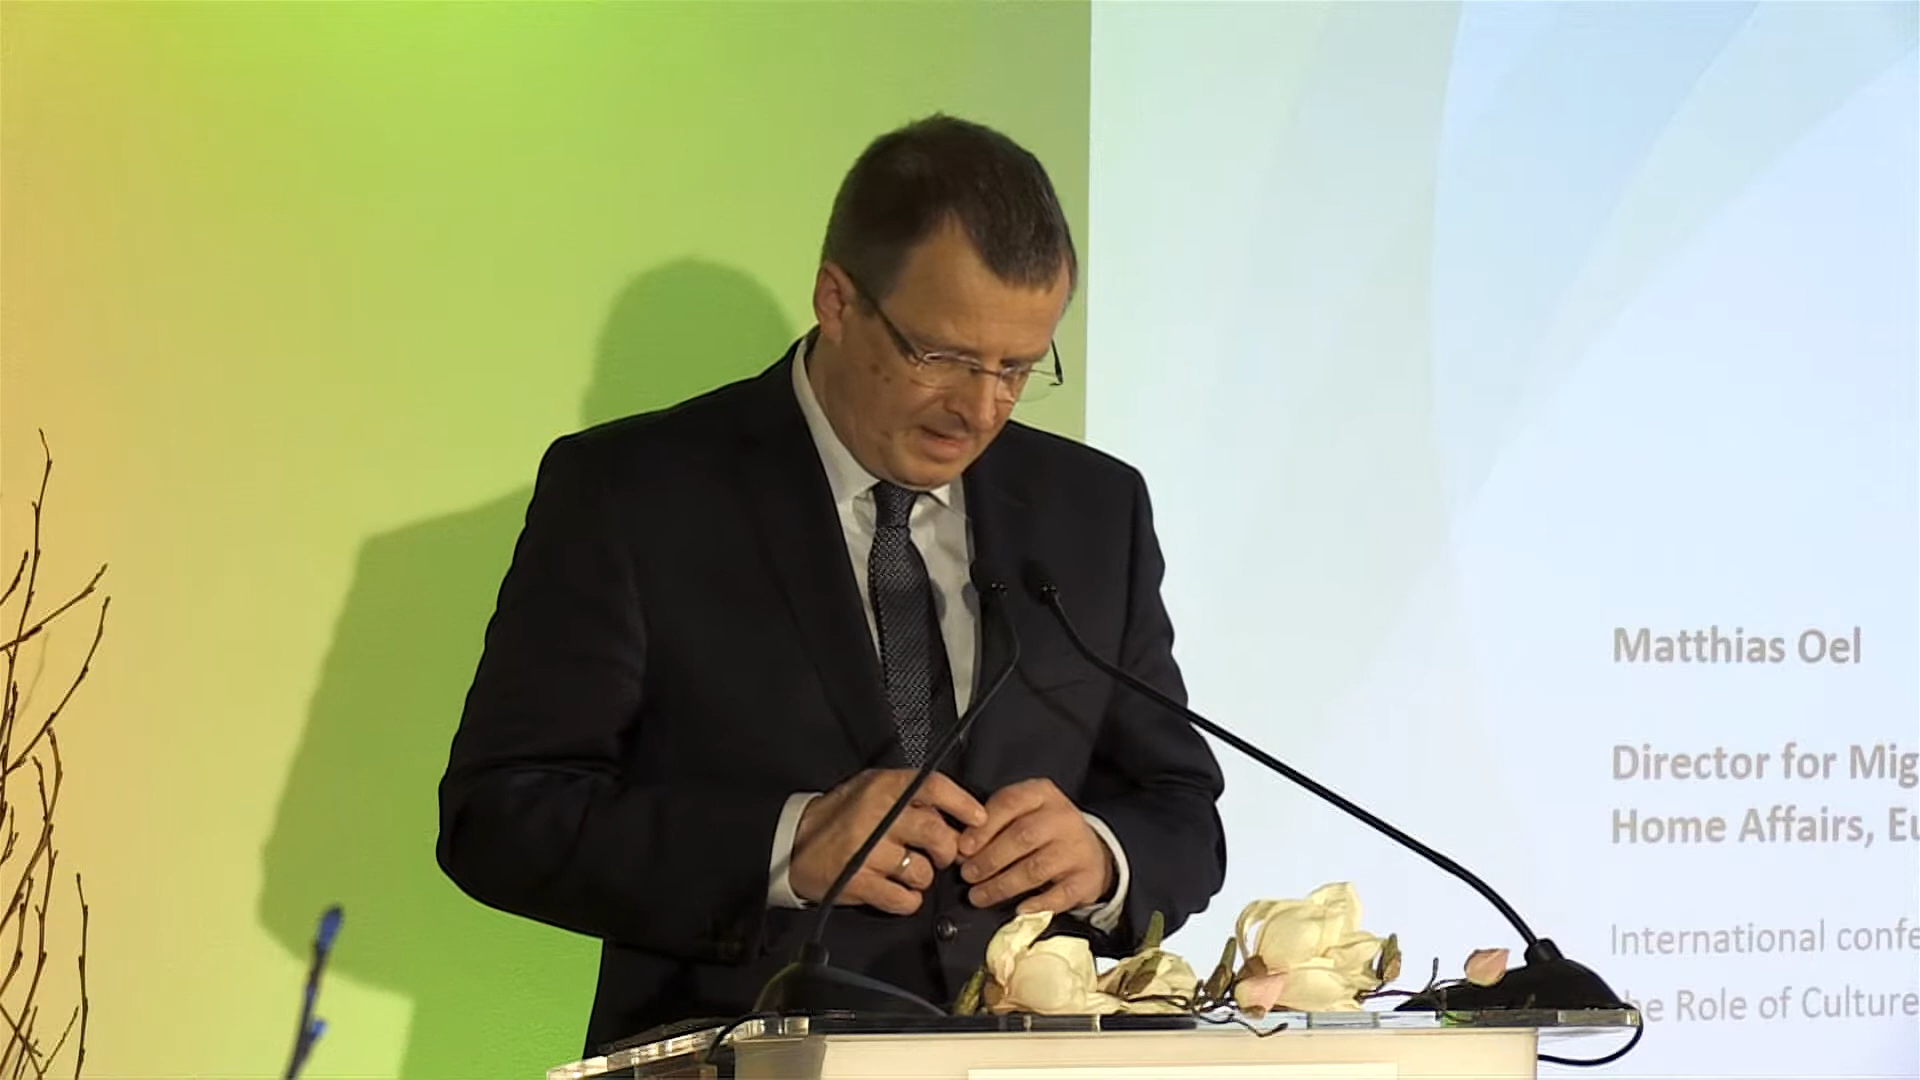 Matthias Oel
Director for Mig
Home Affairs, Eu
International confe
he Role of Culture